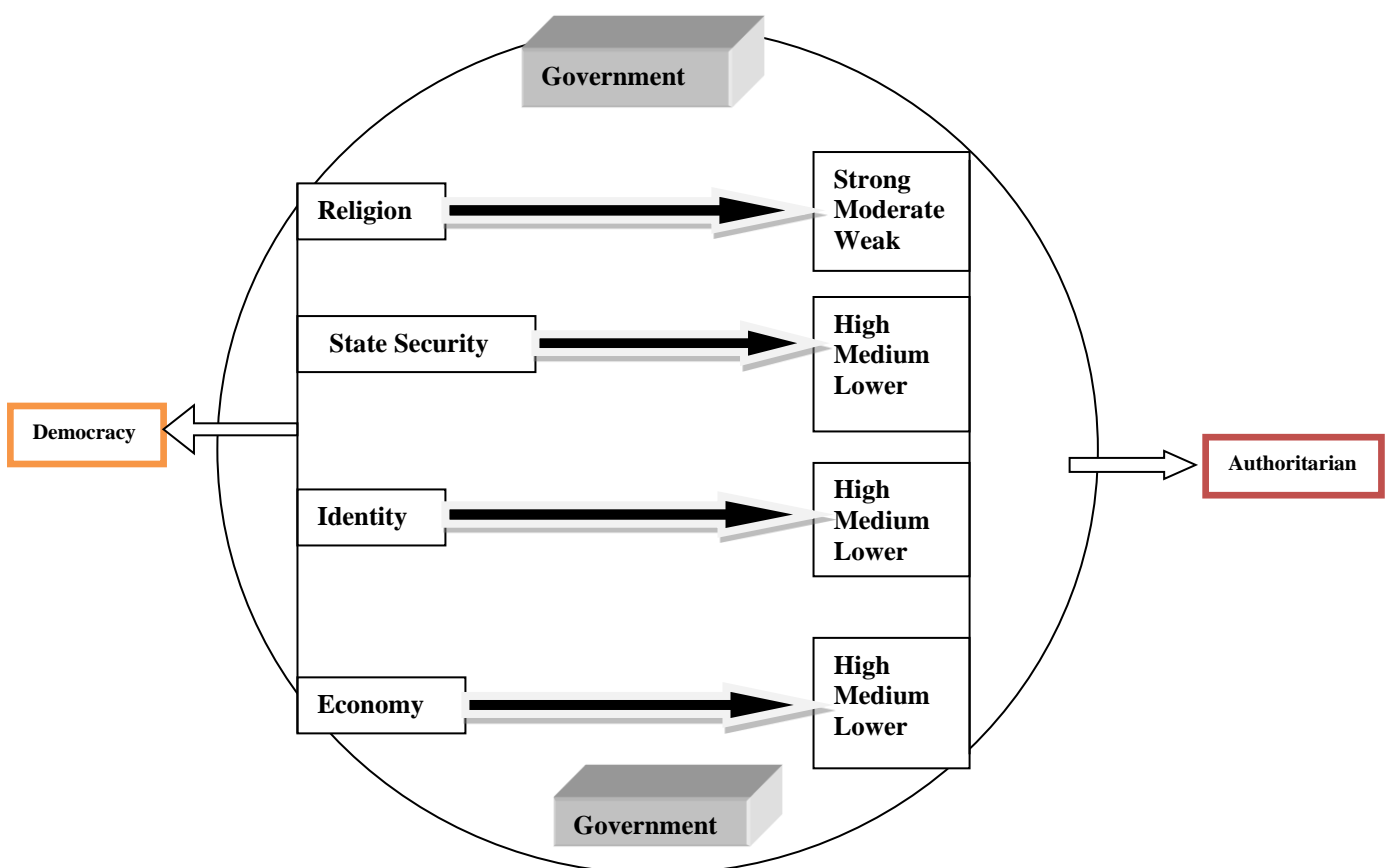 Government
Religion
Strong
Moderate
Weak
State Security
High
Medium
Lower
Democracy
Authoritarian
Identity
High
Medium
Lower
Economy
High
Medium
Lower
Government